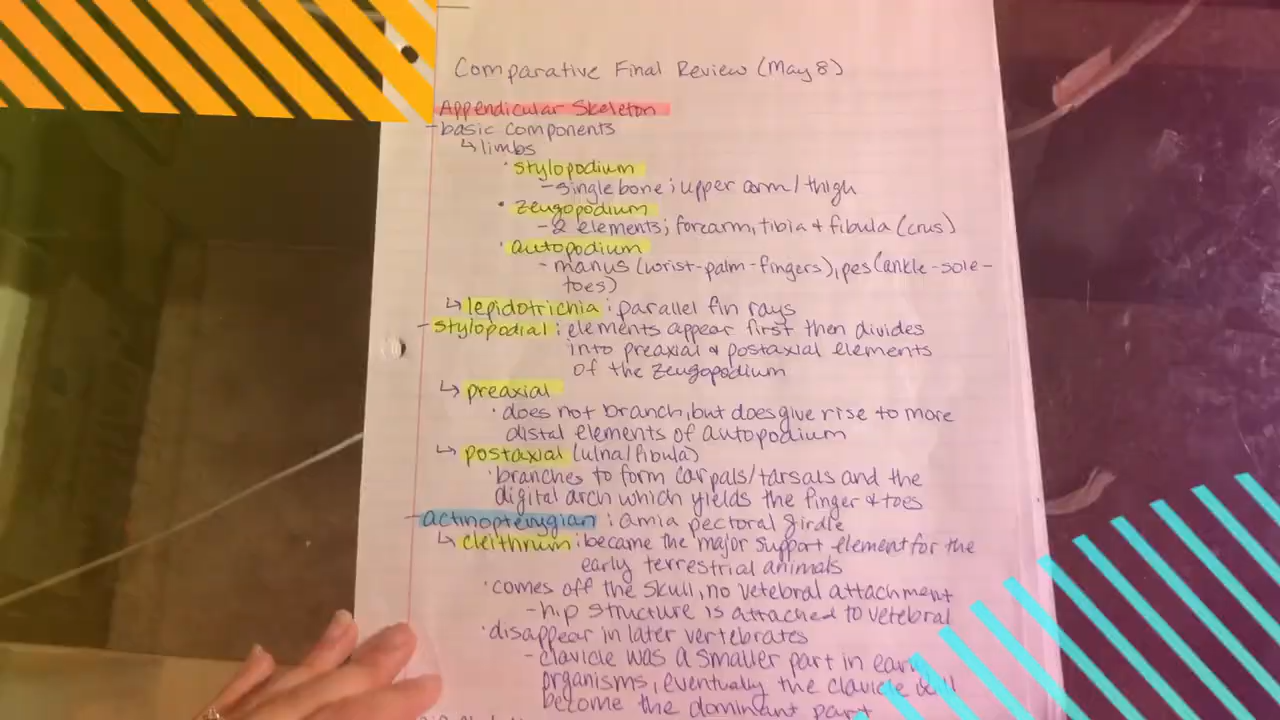 Comparative Final Review (May 8)
Appendicular Skeleton
- basic components
↳ limbs
• stylopodium
- single bone; upper arm/thigh
• zeugopodium
- 2 elements; forearm, tibia & fibula (crus)
• autopodium
- manus (wrist-palm-fingers), pes (ankle-sole-
toes)
↳ lepidotrichia: parallel fin rays
- stylopodial: elements appear first then divides
into preaxial & postaxial elements
of the zeugopodium
↳ preaxial
• does not branch, but does give rise to more
distal elements of autopodium
↳ postaxial (ulna/fibula)
• branches to form carpals/tarsals and the
digital arch which yields the finger & toes
- actinopterygian: amia pectoral girdle
↳ cleithrum: became the major support element for the
early terrestrial animals
• comes off the skull, no vetebral attachment
- hip structure is attached to vetebral
• disappear in later vertebrates
- clavicle was a smaller part in early
organisms, eventually the clavicle will
become the dominant part